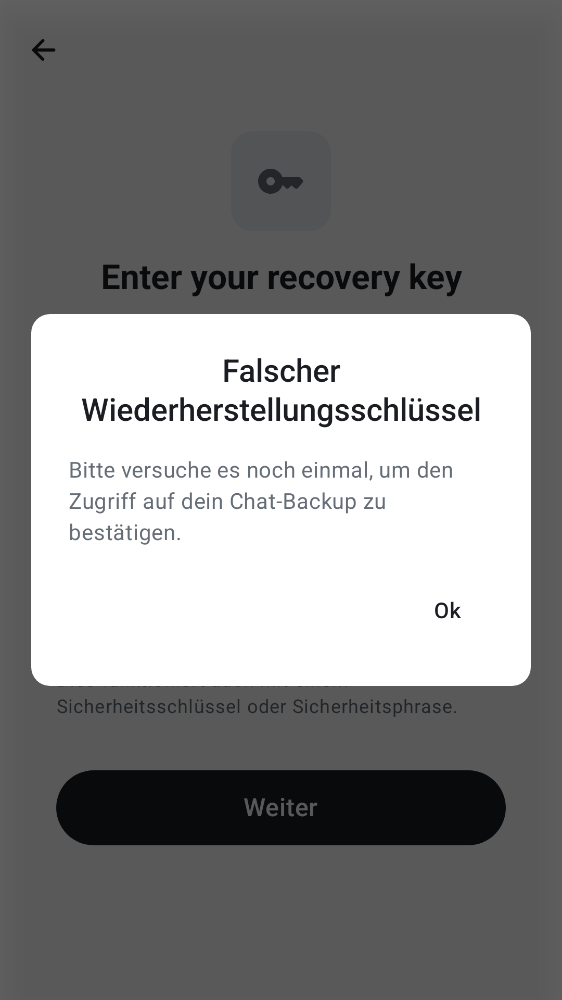 Enter your recovery key
Falscher
Wiederherstellungsschlüssel
Bitte versuche es noch einmal, um den
Zugriff auf dein Chat-Backup zu
bestätigen.
Ok
Sicherheitsschlüssel oder Sicherheitsphrase.
Weiter